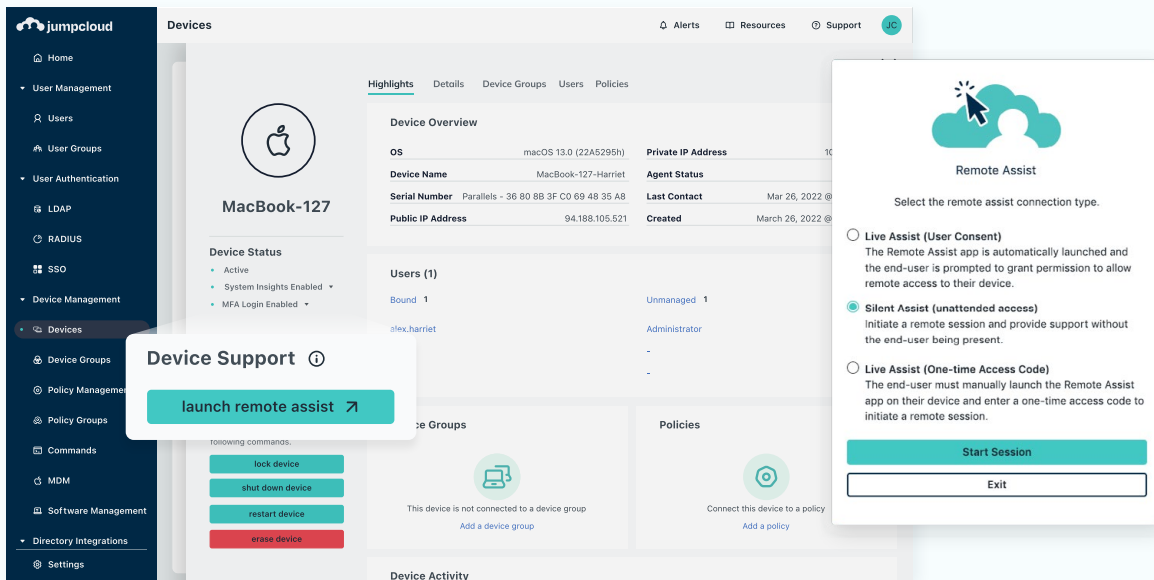 jumpcloud
Home
User Management
Users
User Groups
User Authentication
LDAP
RADIUS
SSO
Device Management
Devices
Device Groups
Policy Managemen
Policy Groups
Commands
MDM
Software Management
Directory Integrations
Settings
Devices
Alerts
Resources
Support
JC
MacBook-127
Device Status
Active
System Insights Enabled
MFA Login Enabled
Device Support
launch remote assist
following commands.
lock device
shut down device
restart device
erase device
Highlights Details Device Groups Users Policies
Device Overview
OS macOS 13.0 (22A5295h)
Device Name MacBook-127-Harriet
Serial Number Parallels - 36 80 8B 3F C0 69 48 35 A8
Public IP Address 94.188.105.521
Private IP Address 10
Agent Status
Last Contact Mar 26, 2022 @
Created March 26, 2022 @
Users (1)
Bound 1
alex.harriet
Unmanaged 1
Administrator
-
-
ce Groups
This device is not connected to a device group
Add a device group
Policies
Connect this device to a policy
Add a policy
Device Activity
Remote Assist
Select the remote assist connection type.
Live Assist (User Consent)
The Remote Assist app is automatically launched and
the end-user is prompted to grant permission to allow
remote access to their device.
Silent Assist (unattended access)
Initiate a remote session and provide support without
the end-user being present.
Live Assist (One-time Access Code)
The end-user must manually launch the Remote Assist
app on their device and enter a one-time access code to
initiate a remote session.
Start Session
Exit